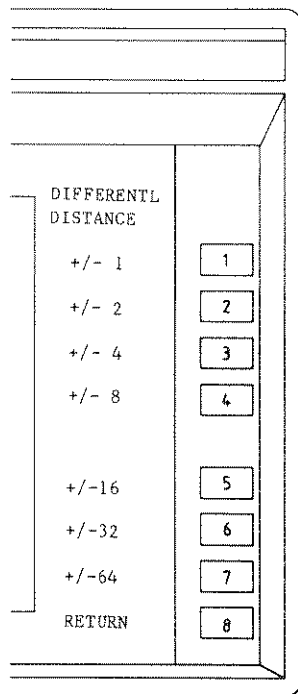 DIFFERENTL
DISTANCE
+/- 1 1
+/- 2 2
+/- 4 3
+/- 8 4
+/-16 5
+/-32 6
+/-64 7
RETURN 8